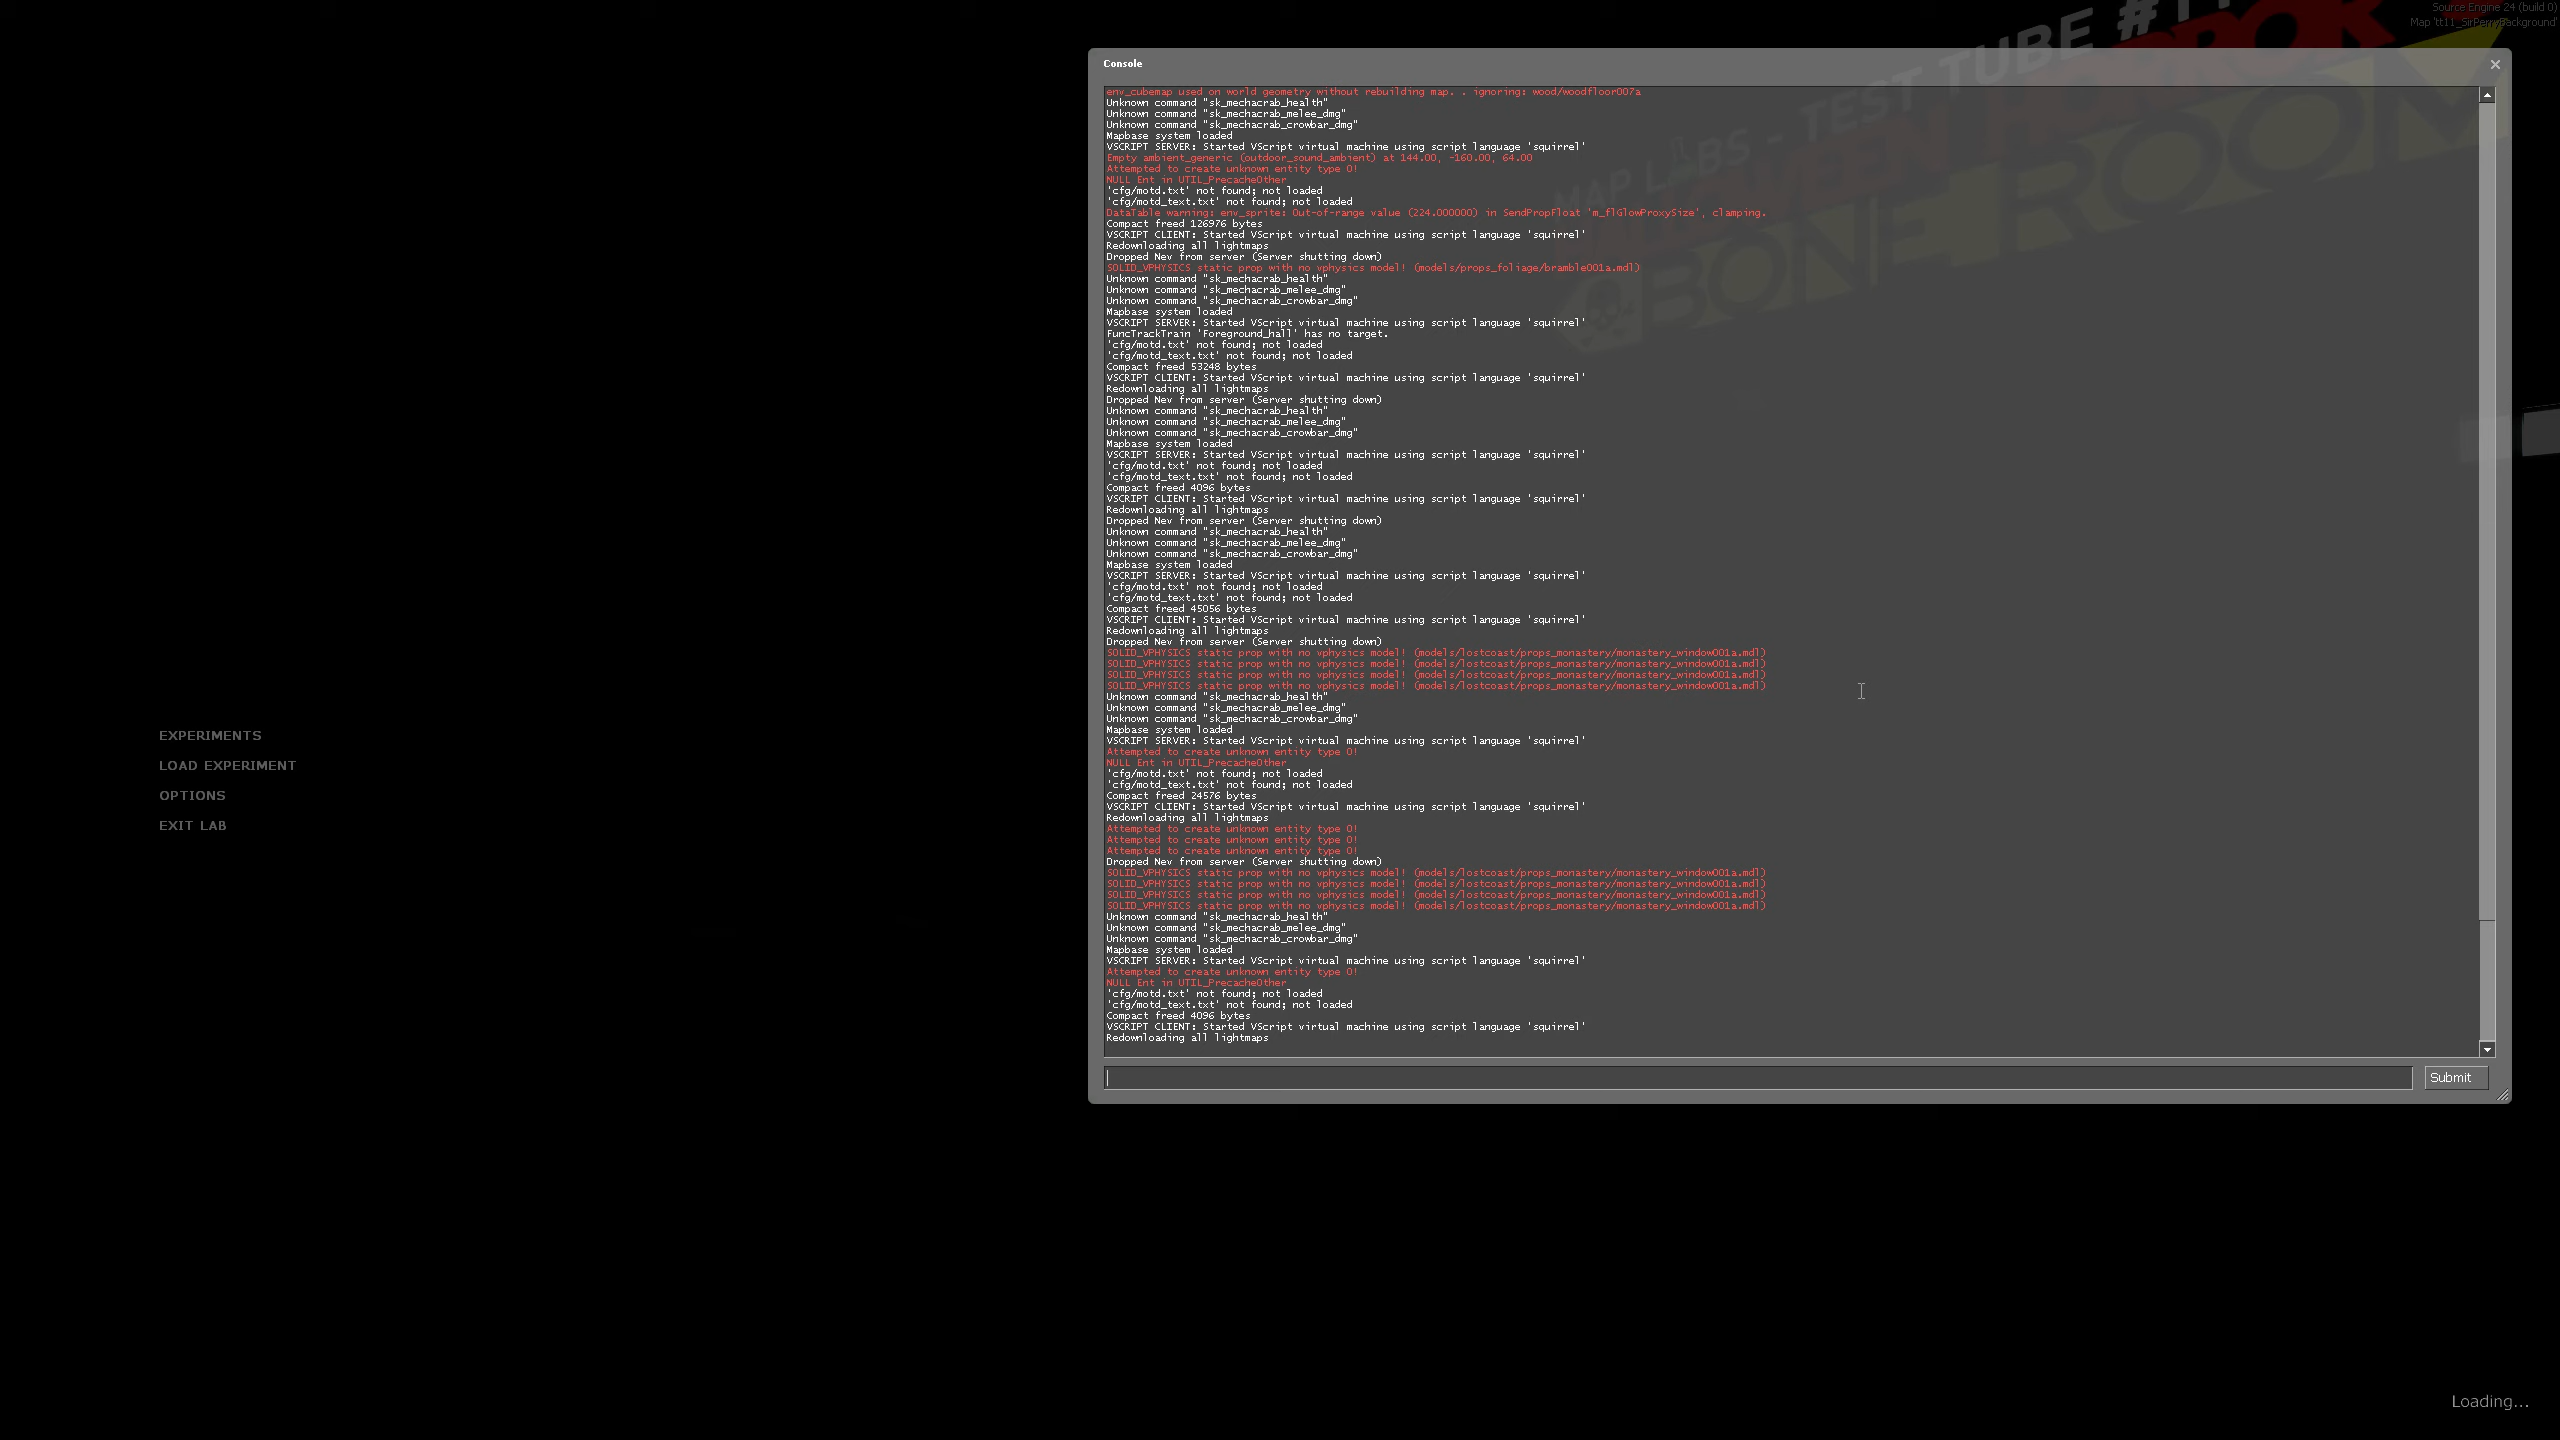 Source Engine 24 (build 0)
Map 'tt11_SirPerryBackground'
MAP LABS - TEST TUBE #11
BONE ROOM
Console
env_cubemap used on world geometry without rebuilding map. . ignoring: wood/woodfloor007a
Unknown command "sk_mechacrab_health"
Unknown command "sk_mechacrab_melee_dmg"
Unknown command "sk_mechacrab_crowbar_dmg"
Mapbase system loaded
VSCRIPT SERVER: Started VScript virtual machine using script language 'squirrel'
Empty ambient_generic (outdoor_sound_ambient) at 144.00, -160.00, 64.00
Attempted to create unknown entity type 0!
NULL Ent in UTIL_PrecacheOther
'cfg/motd.txt' not found; not loaded
'cfg/motd_text.txt' not found; not loaded
DataTable warning: env_sprite: Out-of-range value (224.000000) in SendPropFloat 'm_flGlowProxySize', clamping.
Compact freed 126976 bytes
VSCRIPT CLIENT: Started VScript virtual machine using script language 'squirrel'
Redownloading all lightmaps
Dropped Nev from server (Server shutting down)
SOLID_VPHYSICS static prop with no vphysics model! (models/props_foliage/bramble001a.mdl)
Unknown command "sk_mechacrab_health"
Unknown command "sk_mechacrab_melee_dmg"
Unknown command "sk_mechacrab_crowbar_dmg"
Mapbase system loaded
VSCRIPT SERVER: Started VScript virtual machine using script language 'squirrel'
FuncTrackTrain 'Foreground_hall' has no target.
'cfg/motd.txt' not found; not loaded
'cfg/motd_text.txt' not found; not loaded
Compact freed 53248 bytes
VSCRIPT CLIENT: Started VScript virtual machine using script language 'squirrel'
Redownloading all lightmaps
Dropped Nev from server (Server shutting down)
Unknown command "sk_mechacrab_health"
Unknown command "sk_mechacrab_melee_dmg"
Unknown command "sk_mechacrab_crowbar_dmg"
Mapbase system loaded
VSCRIPT SERVER: Started VScript virtual machine using script language 'squirrel'
'cfg/motd.txt' not found; not loaded
'cfg/motd_text.txt' not found; not loaded
Compact freed 4096 bytes
VSCRIPT CLIENT: Started VScript virtual machine using script language 'squirrel'
Redownloading all lightmaps
Dropped Nev from server (Server shutting down)
Unknown command "sk_mechacrab_health"
Unknown command "sk_mechacrab_melee_dmg"
Unknown command "sk_mechacrab_crowbar_dmg"
Mapbase system loaded
VSCRIPT SERVER: Started VScript virtual machine using script language 'squirrel'
'cfg/motd.txt' not found; not loaded
'cfg/motd_text.txt' not found; not loaded
Compact freed 45056 bytes
VSCRIPT CLIENT: Started VScript virtual machine using script language 'squirrel'
Redownloading all lightmaps
Dropped Nev from server (Server shutting down)
SOLID_VPHYSICS static prop with no vphysics model! (models/lostcoast/props_monastery/monastery_window001a.mdl)
SOLID_VPHYSICS static prop with no vphysics model! (models/lostcoast/props_monastery/monastery_window001a.mdl)
SOLID_VPHYSICS static prop with no vphysics model! (models/lostcoast/props_monastery/monastery_window001a.mdl)
SOLID_VPHYSICS static prop with no vphysics model! (models/lostcoast/props_monastery/monastery_window001a.mdl)
Unknown command "sk_mechacrab_health"
Unknown command "sk_mechacrab_melee_dmg"
Unknown command "sk_mechacrab_crowbar_dmg"
Mapbase system loaded
VSCRIPT SERVER: Started VScript virtual machine using script language 'squirrel'
Attempted to create unknown entity type 0!
NULL Ent in UTIL_PrecacheOther
'cfg/motd.txt' not found; not loaded
'cfg/motd_text.txt' not found; not loaded
Compact freed 24576 bytes
VSCRIPT CLIENT: Started VScript virtual machine using script language 'squirrel'
Redownloading all lightmaps
Attempted to create unknown entity type 0!
Attempted to create unknown entity type 0!
Attempted to create unknown entity type 0!
Dropped Nev from server (Server shutting down)
SOLID_VPHYSICS static prop with no vphysics model! (models/lostcoast/props_monastery/monastery_window001a.mdl)
SOLID_VPHYSICS static prop with no vphysics model! (models/lostcoast/props_monastery/monastery_window001a.mdl)
SOLID_VPHYSICS static prop with no vphysics model! (models/lostcoast/props_monastery/monastery_window001a.mdl)
SOLID_VPHYSICS static prop with no vphysics model! (models/lostcoast/props_monastery/monastery_window001a.mdl)
Unknown command "sk_mechacrab_health"
Unknown command "sk_mechacrab_melee_dmg"
Unknown command "sk_mechacrab_crowbar_dmg"
Mapbase system loaded
VSCRIPT SERVER: Started VScript virtual machine using script language 'squirrel'
Attempted to create unknown entity type 0!
NULL Ent in UTIL_PrecacheOther
'cfg/motd.txt' not found; not loaded
'cfg/motd_text.txt' not found; not loaded
Compact freed 4096 bytes
VSCRIPT CLIENT: Started VScript virtual machine using script language 'squirrel'
Redownloading all lightmaps
Submit
EXPERIMENTS
LOAD EXPERIMENT
OPTIONS
EXIT LAB
Loading...